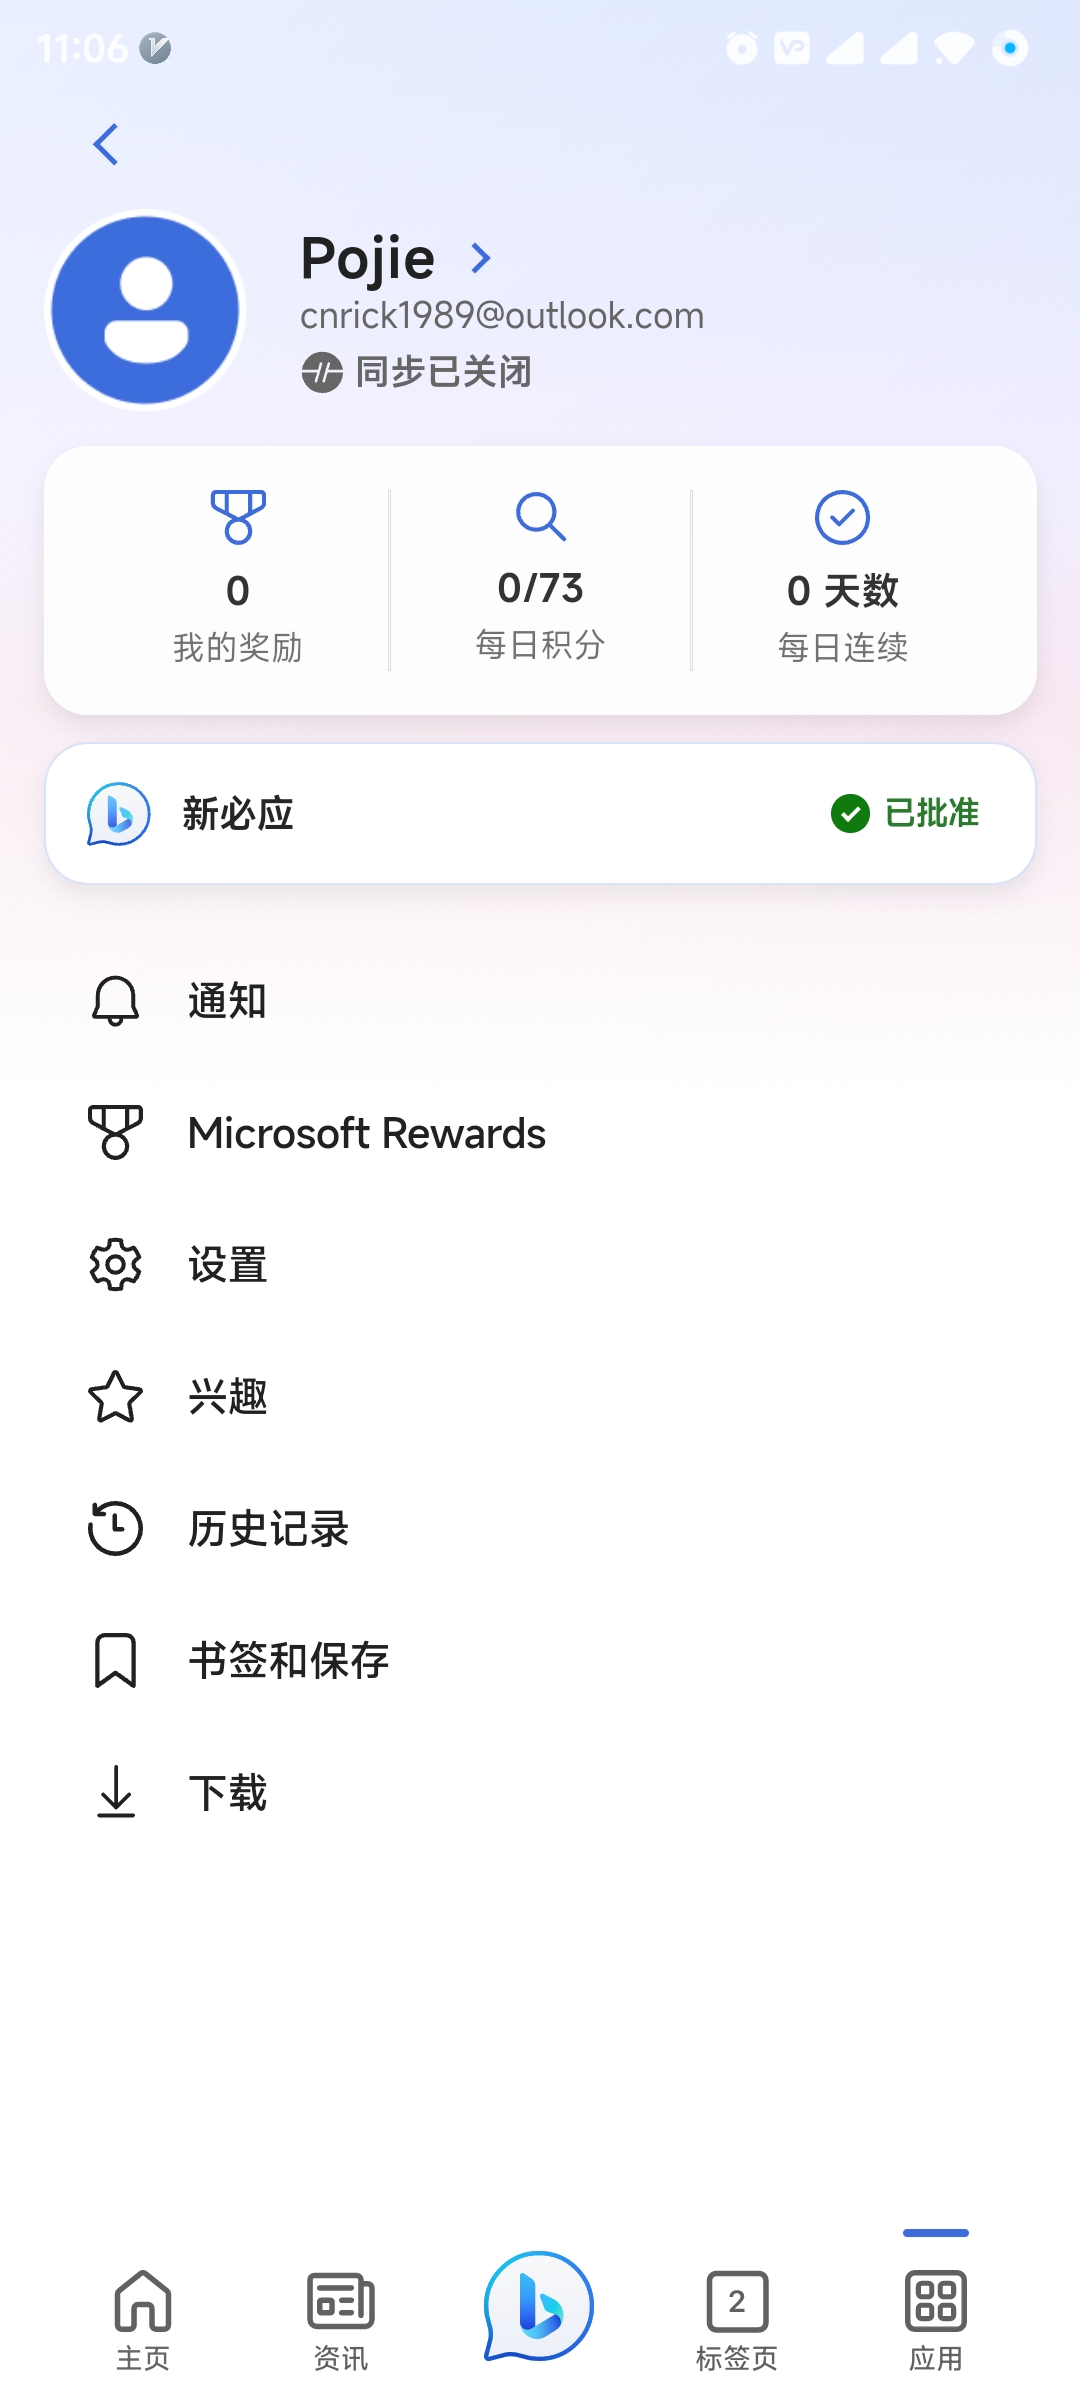 11:06
Pojie
cnrick1989@outlook.com
同步已关闭
0
我的奖励
0/73
每日积分
0 天数
每日连续
新必应
已批准
通知
Microsoft Rewards
设置
兴趣
历史记录
书签和保存
下载
主页
资讯
2
标签页
应用